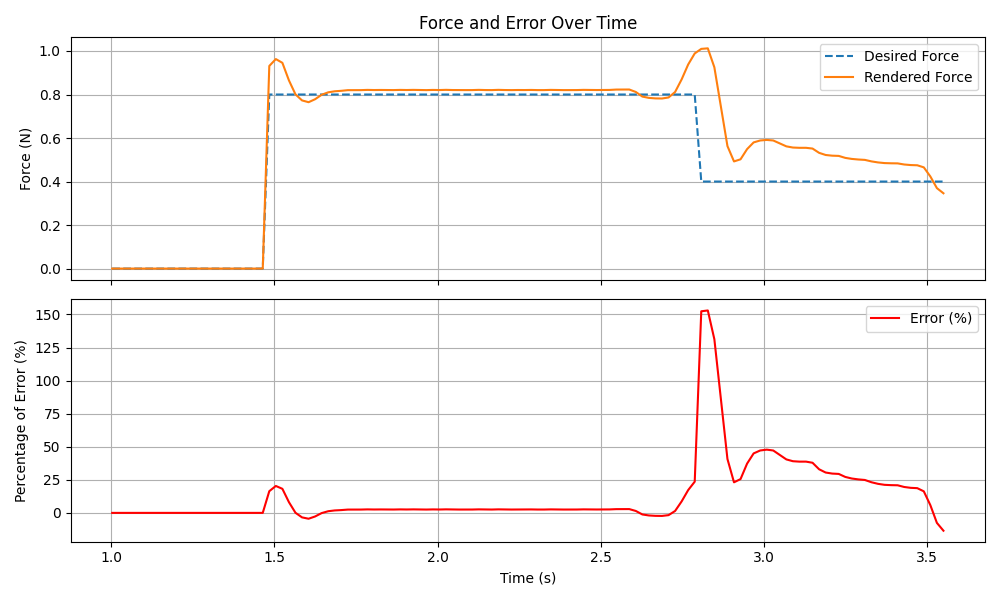 Force and Error Over Time
Force (N)
1.0
0.8
0.6
0.4
0.2
0.0
Desired Force
Rendered Force
Percentage of Error (%)
150
125
100
75
50
25
0
Error (%)
1.0 1.5 2.0 2.5 3.0 3.5
Time (s)